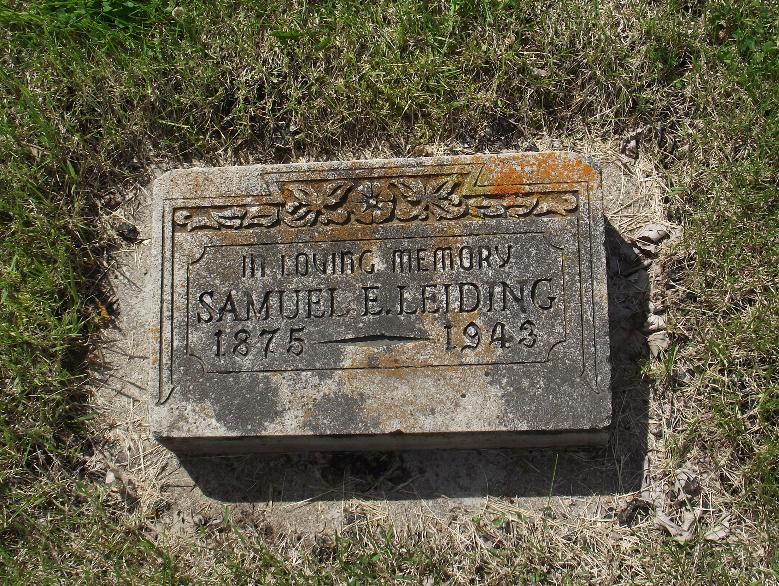 IN LOVING MEMORY
SAMUEL E. LEIDING
1875 — 1943